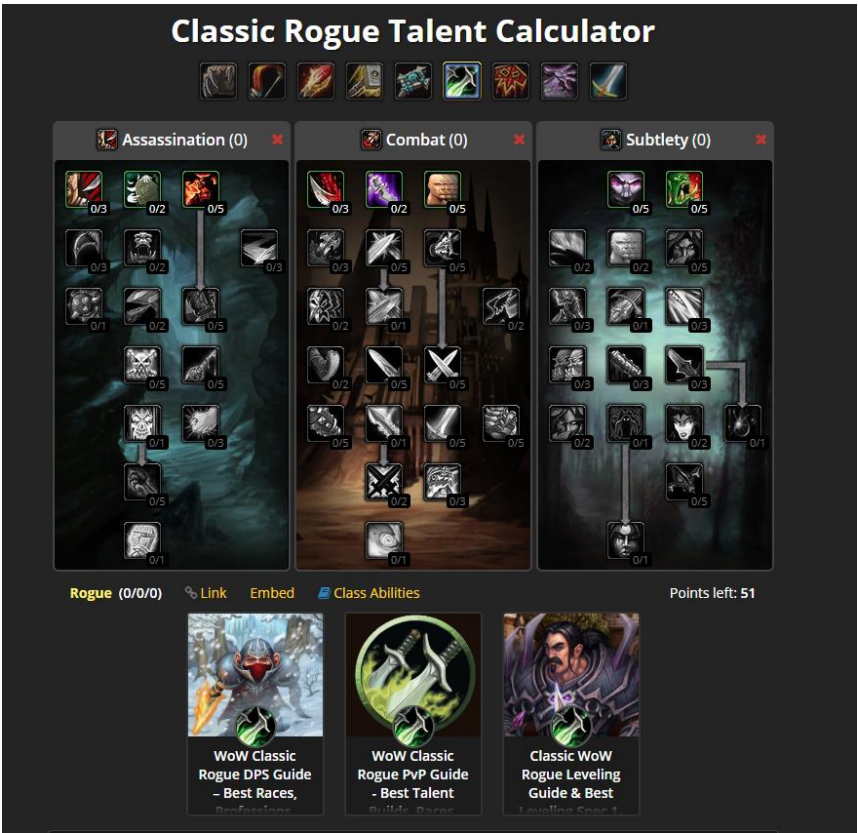 Classic Rogue Talent Calculator
Assassination (0)
Combat (0)
Subtlety (0)
0/3 0/2 0/5
0/3 0/2 0/5
0/5 0/5
0/3 0/2 0/3
0/3 0/5 0/5
0/2 0/2 0/5
0/1 0/2 0/5
0/2 0/1 0/2
0/3 0/1 0/3
0/5 0/5
0/2 0/5 0/5
0/3 0/3 0/3
0/1 0/3
0/5 0/1 0/5 0/5
0/2 0/1 0/2 0/1
0/5
0/2 0/3
0/5
0/1
0/1
0/1
Rogue (0/0/0) Link Embed Class Abilities Points left: 51
WoW Classic
Rogue DPS Guide
– Best Races,
Professions
WoW Classic
Rogue PvP Guide
- Best Talent
Builds, Races
Classic WoW
Rogue Leveling
Guide & Best
Leveling Spec 1